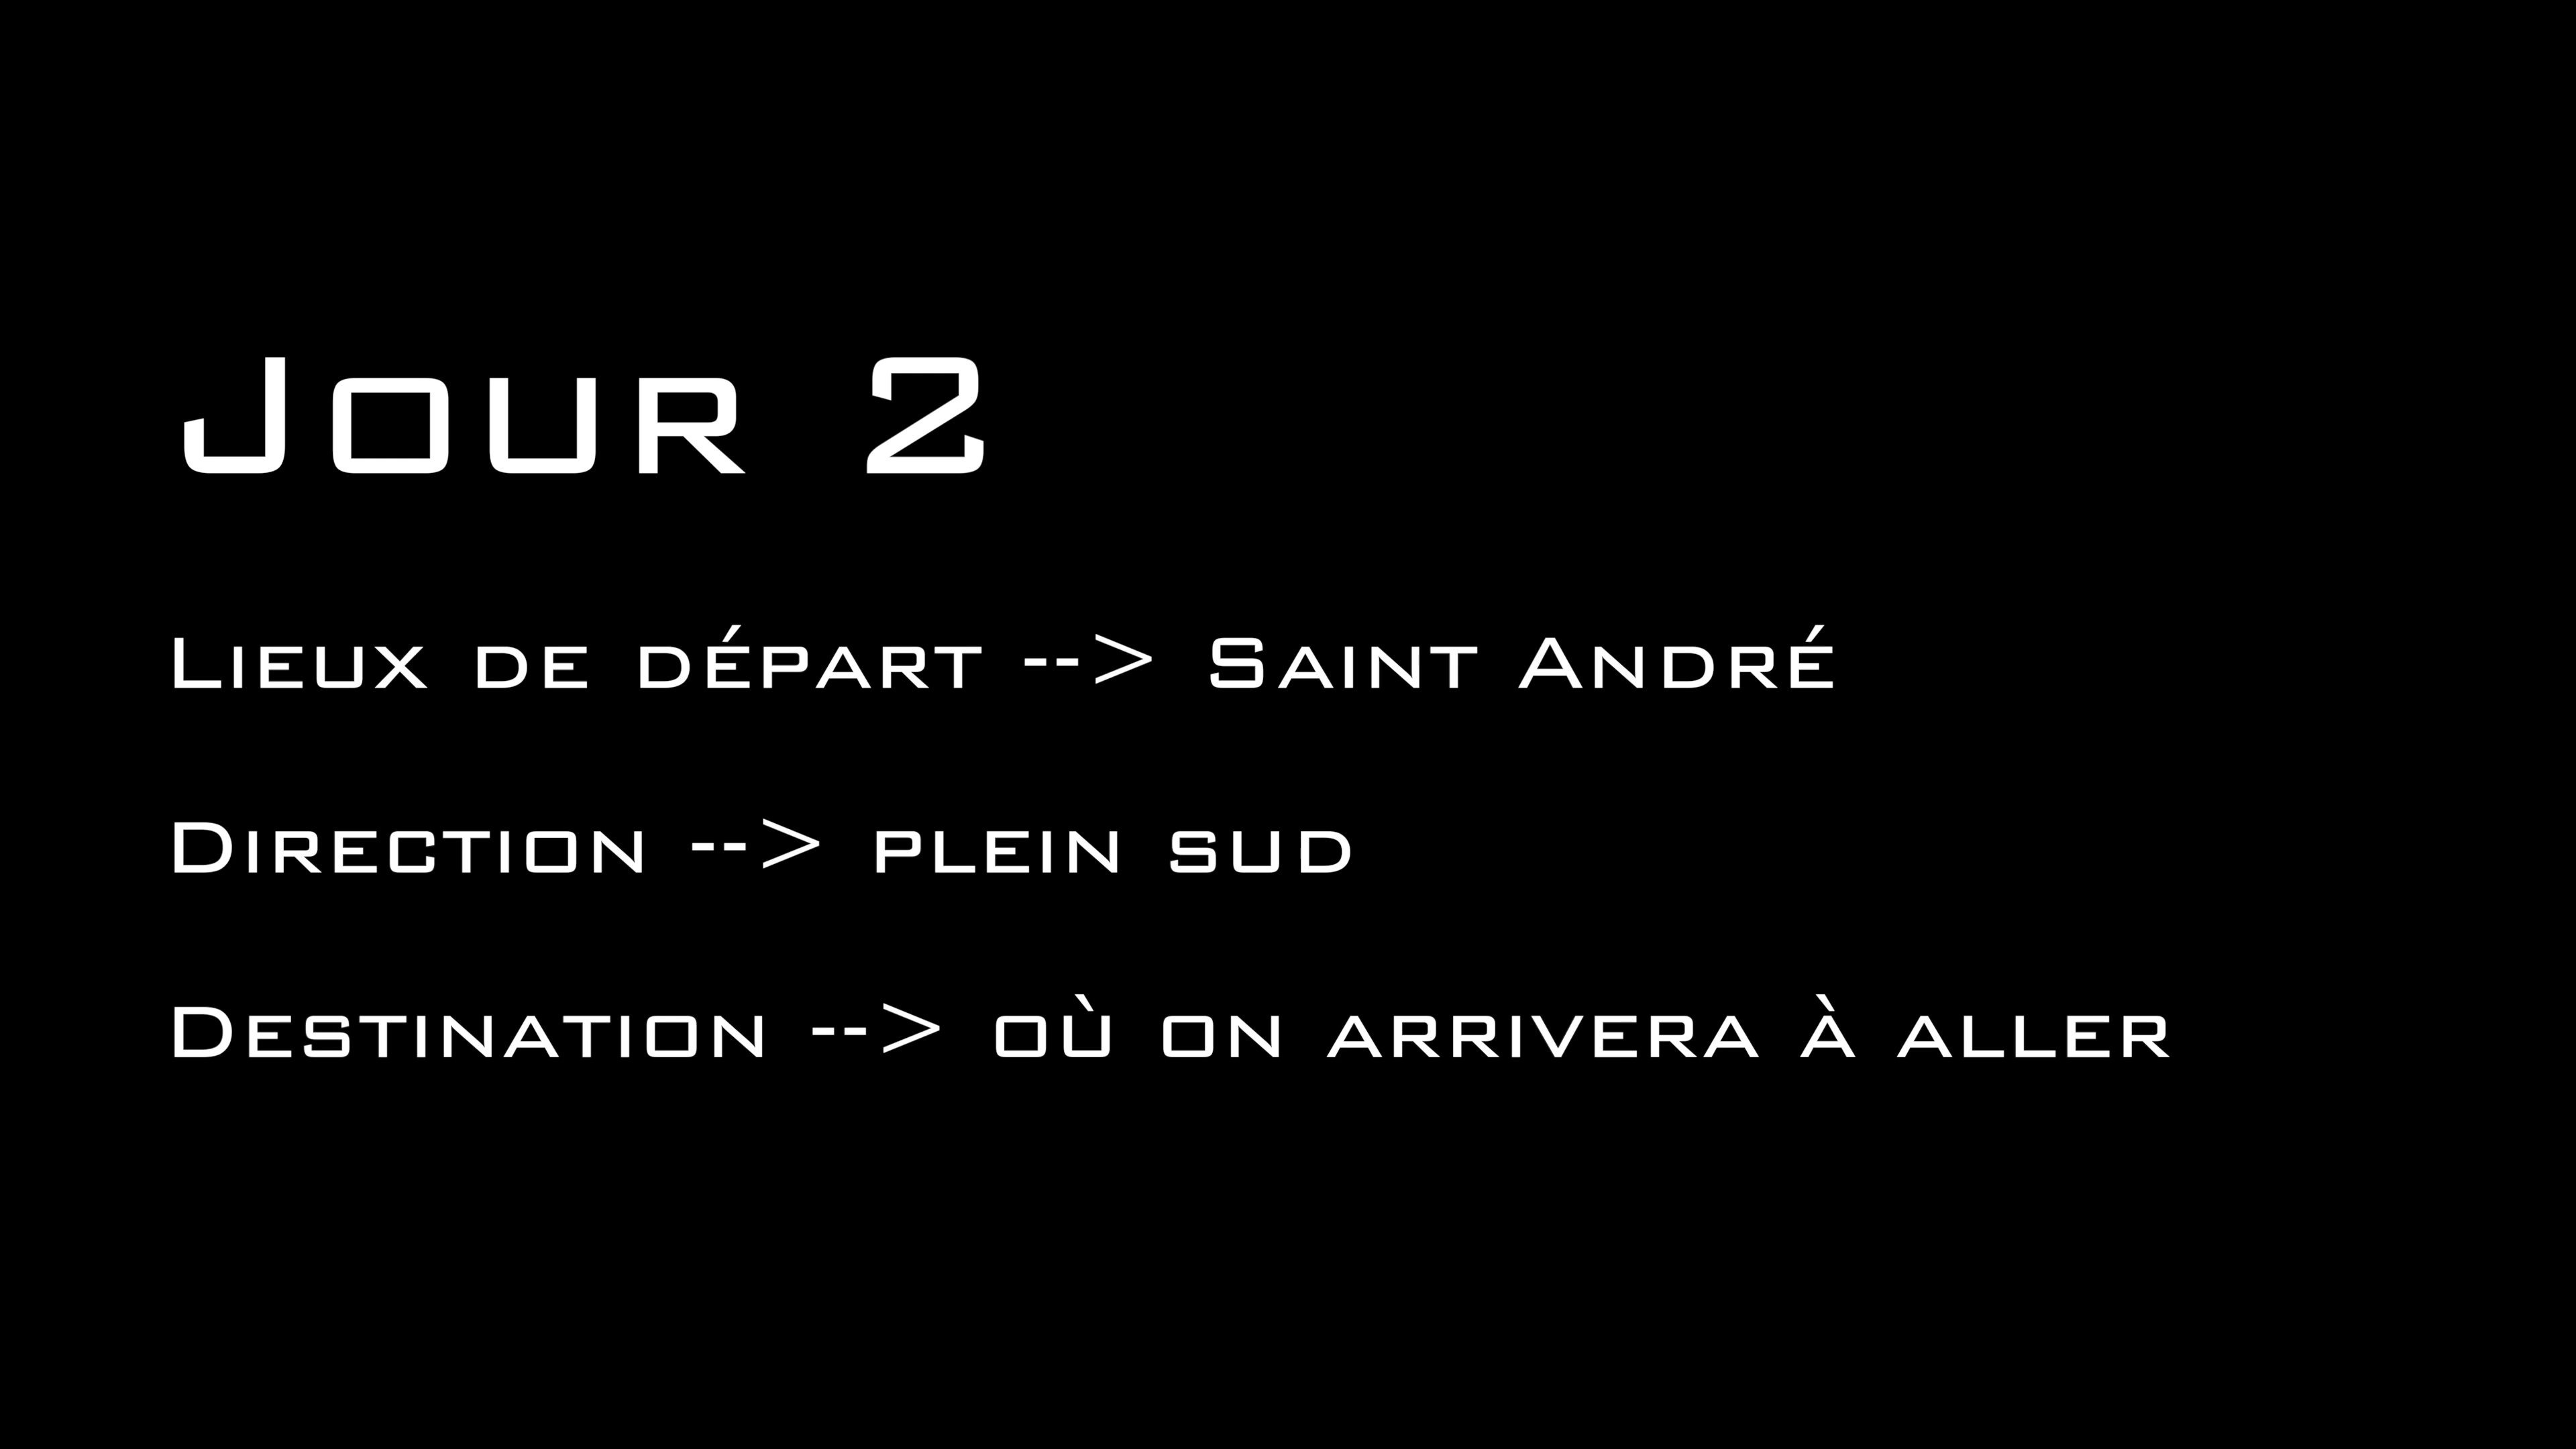 Jour 2
Lieux de départ --> Saint André
Direction --> plein sud
Destination --> où on arrivera à aller